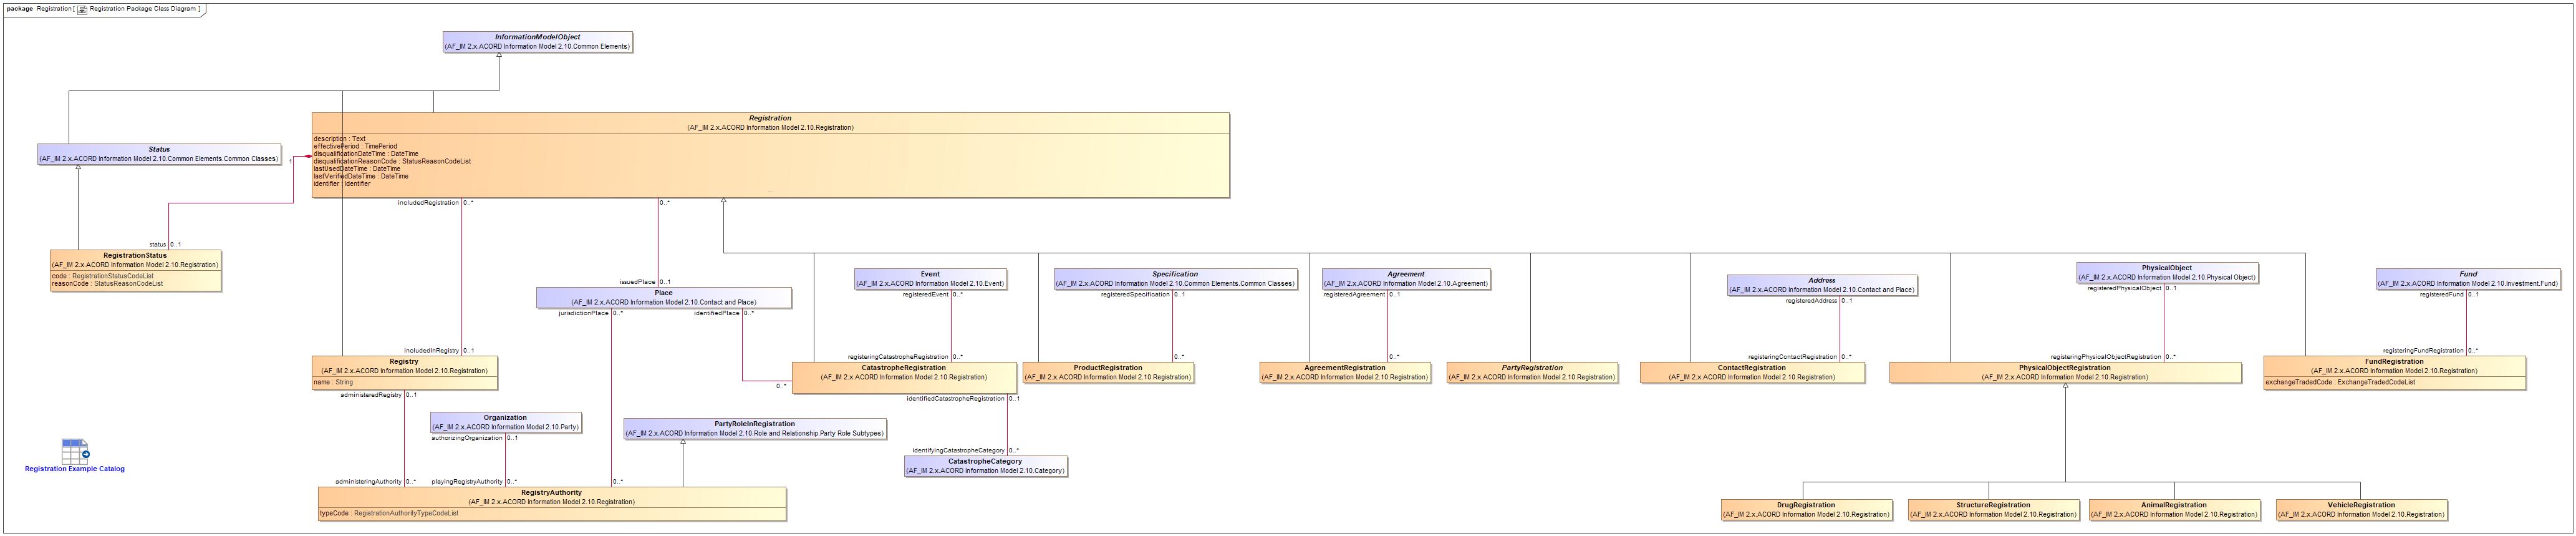 package Registration [ Registration Package Class Diagram ]
InformationModelObject
(AF_IM 2.x.ACORD Information Model 2.10.Common Elements)
Registration
(AF_IM 2.x.ACORD Information Model 2.10.Registration)
description : Text
effectivePeriod : TimePeriod
disqualificationDateTime : DateTime
disqualificationReasonCode : StatusReasonCodeList
lastUsedDateTime : DateTime
lastVerifiedDateTime : DateTime
identifier : Identifier
...
Status
(AF_IM 2.x.ACORD Information Model 2.10.Common Elements.Common Classes)
1
includedRegistration 0..*
0..*
status 0..1
RegistrationStatus
(AF_IM 2.x.ACORD Information Model 2.10.Registration)
code : RegistrationStatusCodeList
reasonCode : StatusReasonCodeList
issuedPlace 0..1
Place
(AF_IM 2.x.ACORD Information Model 2.10.Contact and Place)
jurisdictionPlace 0..*
identifiedPlace 0..*
Event
(AF_IM 2.x.ACORD Information Model 2.10.Event)
registeredEvent 0..*
Specification
(AF_IM 2.x.ACORD Information Model 2.10.Common Elements.Common Classes)
registeredSpecification 0..1
Agreement
(AF_IM 2.x.ACORD Information Model 2.10.Agreement)
registeredAgreement 0..1
Address
(AF_IM 2.x.ACORD Information Model 2.10.Contact and Place)
registeredAddress 0..1
PhysicalObject
(AF_IM 2.x.ACORD Information Model 2.10.Physical Object)
registeredPhysicalObject 0..1
Fund
(AF_IM 2.x.ACORD Information Model 2.10.Investment.Fund)
registeredFund 0..1
includedInRegistry 0..1
Registry
(AF_IM 2.x.ACORD Information Model 2.10.Registration)
name : String
administeredRegistry 0..1
registeringCatastropheRegistration 0..*
0..*
CatastropheRegistration
(AF_IM 2.x.ACORD Information Model 2.10.Registration)
identifiedCatastropheRegistration 0..1
0..*
ProductRegistration
(AF_IM 2.x.ACORD Information Model 2.10.Registration)
0..*
AgreementRegistration
(AF_IM 2.x.ACORD Information Model 2.10.Registration)
PartyRegistration
(AF_IM 2.x.ACORD Information Model 2.10.Registration)
registeringContactRegistration 0..*
ContactRegistration
(AF_IM 2.x.ACORD Information Model 2.10.Registration)
registeringPhysicalObjectRegistration 0..*
PhysicalObjectRegistration
(AF_IM 2.x.ACORD Information Model 2.10.Registration)
registeringFundRegistration 0..*
FundRegistration
(AF_IM 2.x.ACORD Information Model 2.10.Registration)
exchangeTradedCode : ExchangeTradedCodeList
Organization
(AF_IM 2.x.ACORD Information Model 2.10.Party)
authorizingOrganization 0..1
PartyRoleInRegistration
(AF_IM 2.x.ACORD Information Model 2.10.Role and Relationship.Party Role Subtypes)
identifyingCatastropheCategory 0..*
CatastropheCategory
(AF_IM 2.x.ACORD Information Model 2.10.Category)
Registration Example Catalog
administeringAuthority 0..*
playingRegistryAuthority 0..*
0..*
RegistryAuthority
(AF_IM 2.x.ACORD Information Model 2.10.Registration)
typeCode : RegistrationAuthorityTypeCodeList
DrugRegistration
(AF_IM 2.x.ACORD Information Model 2.10.Registration)
StructureRegistration
(AF_IM 2.x.ACORD Information Model 2.10.Registration)
AnimalRegistration
(AF_IM 2.x.ACORD Information Model 2.10.Registration)
VehicleRegistration
(AF_IM 2.x.ACORD Information Model 2.10.Registration)